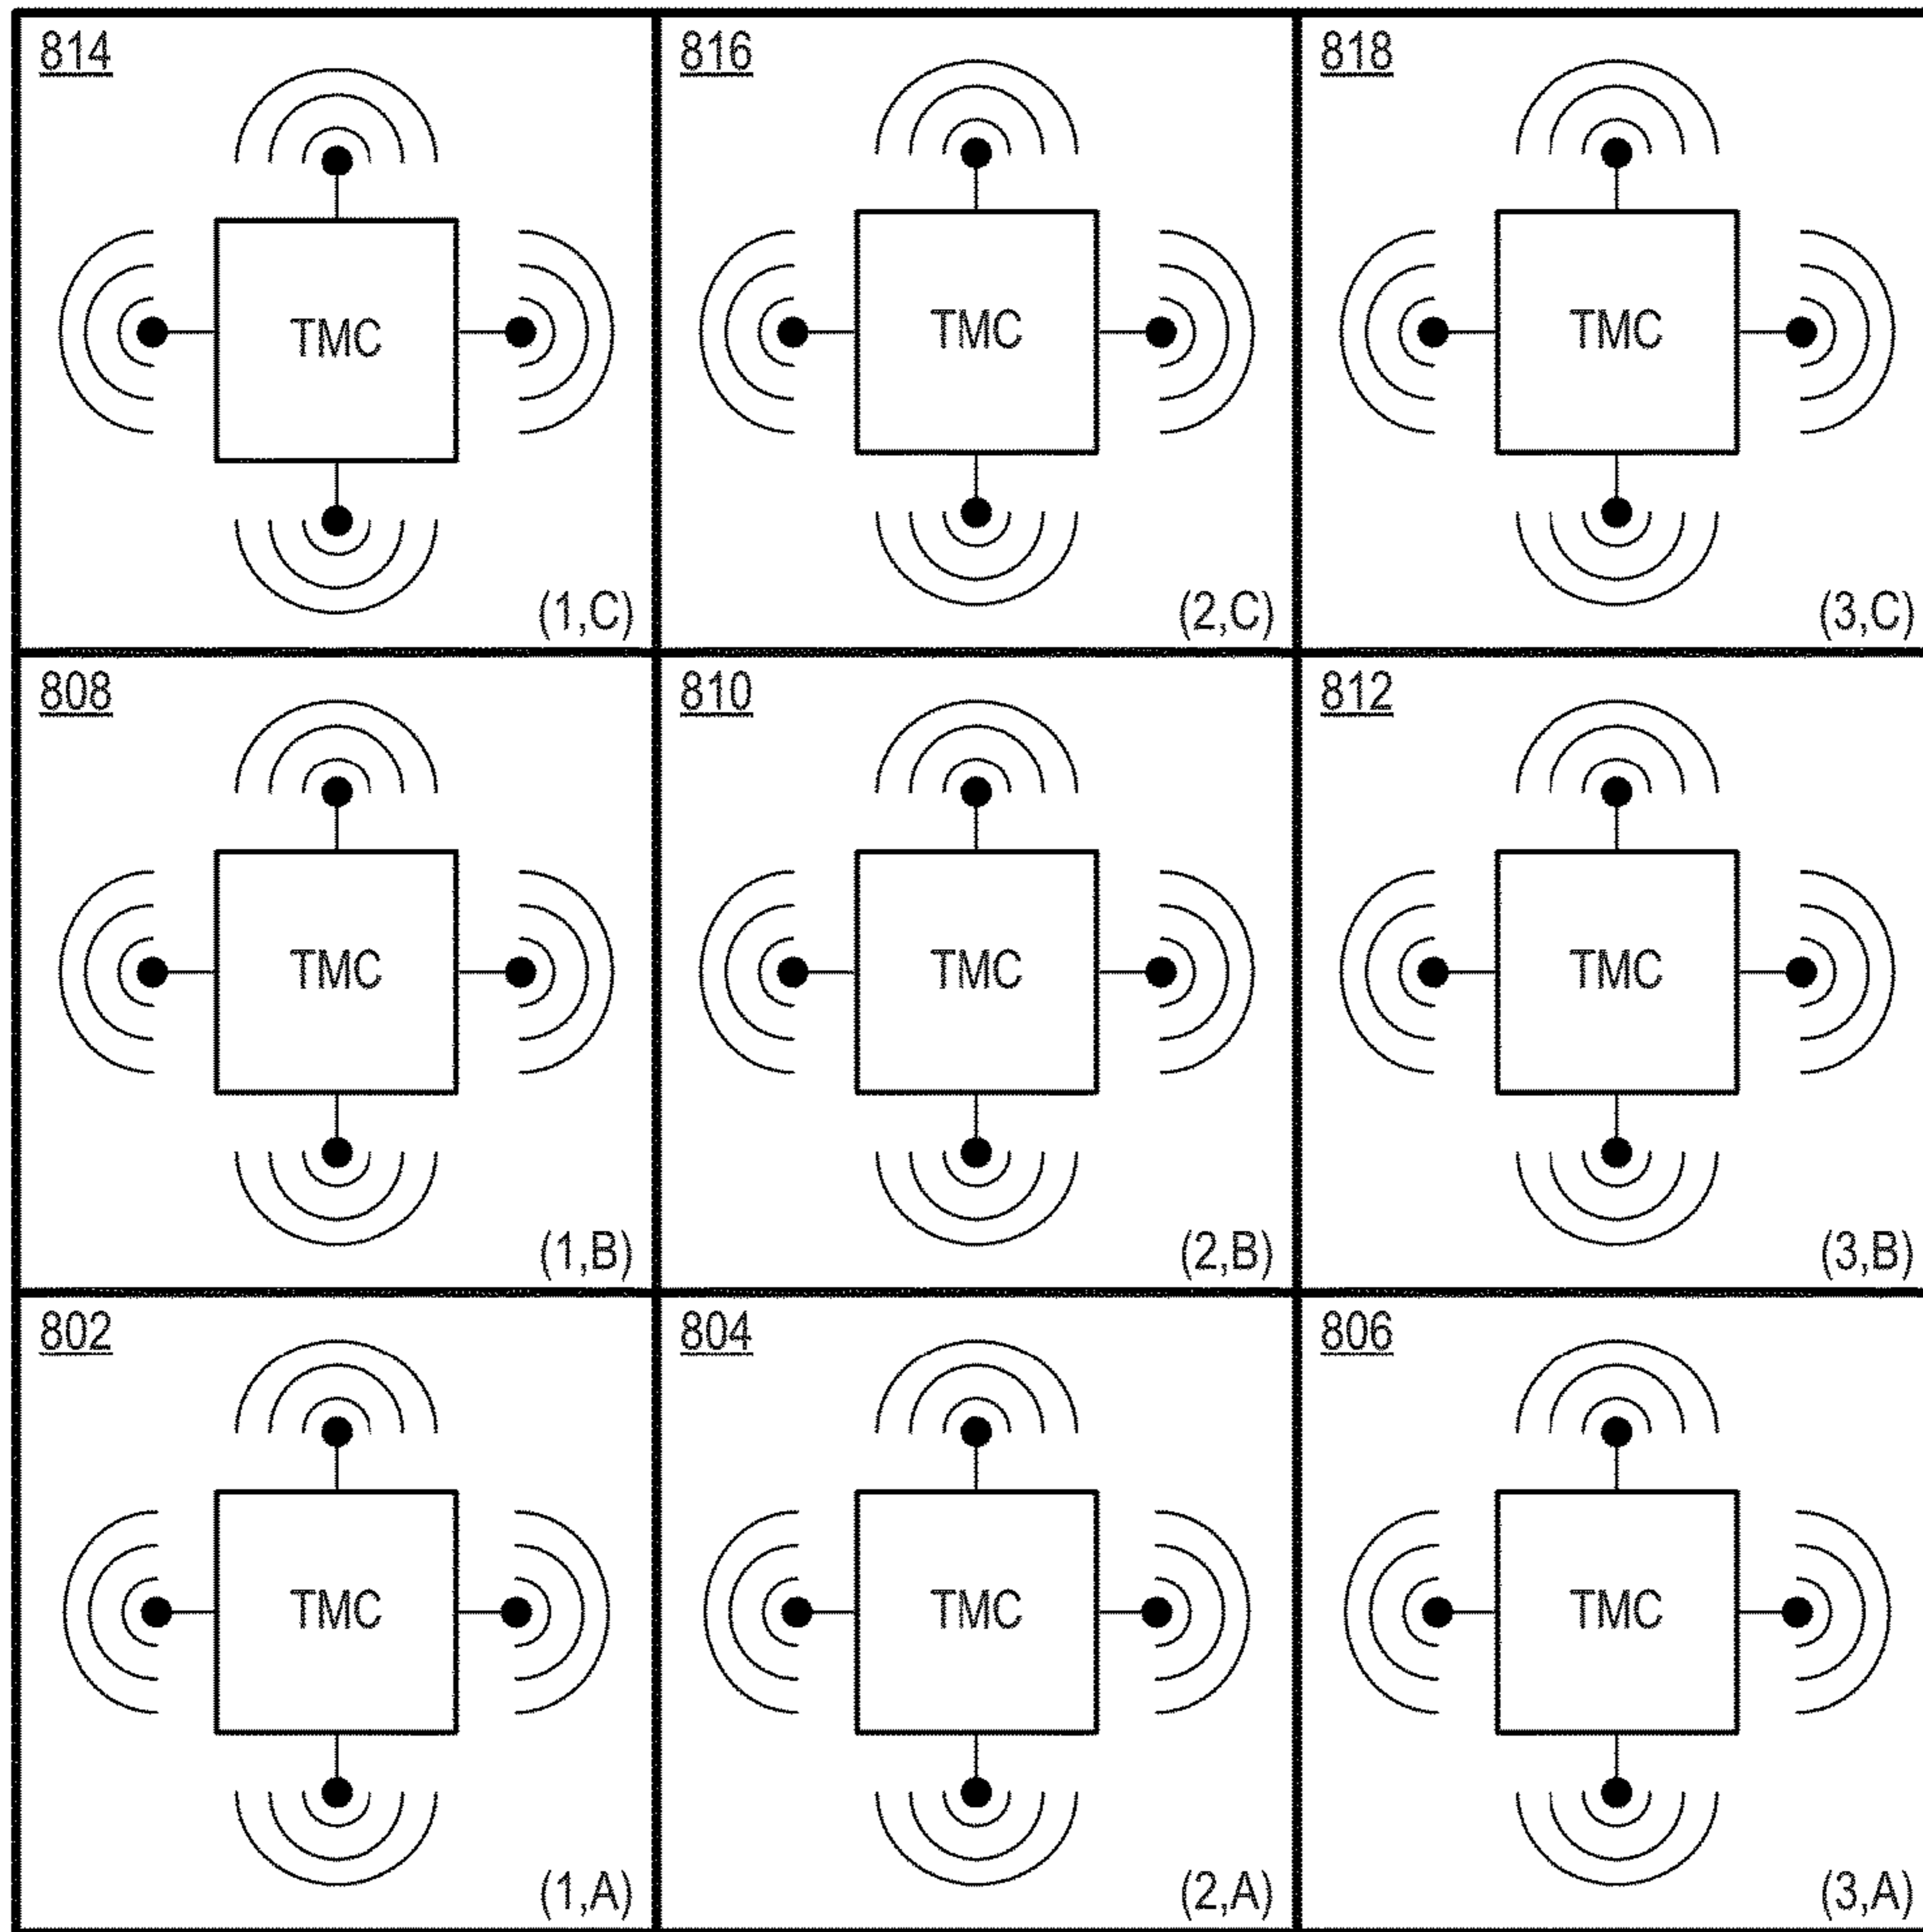 814
816
818
TMC
TMC
TMC
(1,C)
(2,C)
(3,C)
808
810
812
TMC
TMC
TMC
(1,B)
(2,B)
(3,B)
802
804
806
TMC
TMC
TMC
(1,A)
(2,A)
(3,A)